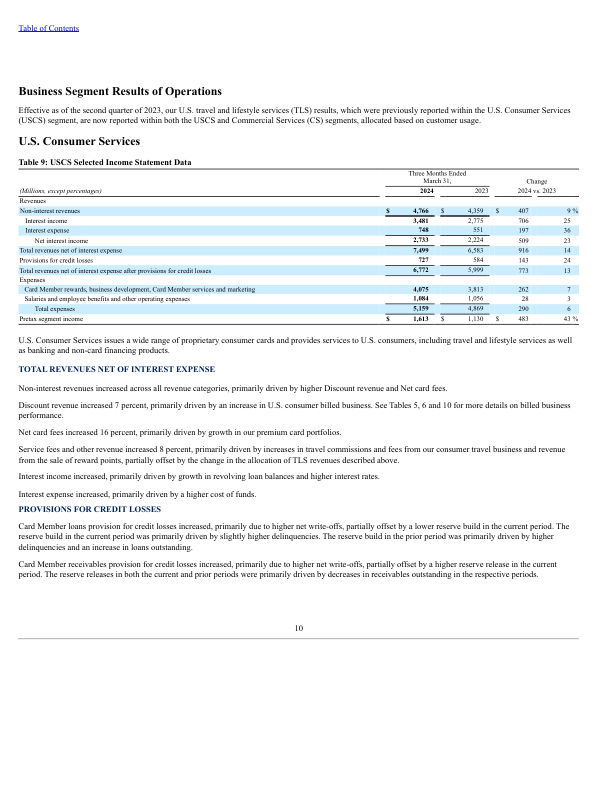 Table of Contents
Business Segment Results of Operations
Effective as of the second quarter of 2023, our U.S. travel and lifestyle services (TLS) results, which were previously reported within the U.S. Consumer Services
(USCS) segment, are now reported within both the USCS and Commercial Services (CS) segments, allocated based on customer usage.
U.S. Consumer Services
Table 9: USCS Selected Income Statement Data
Three Months Ended
March 31, Change
(Millions, except percentages) 2024 2023 2024 vs. 2023
Revenues
Non-interest revenues $ 4,766 $ 4,359 $ 407 9 %
Interest income 3,481 2,775 706 25
Interest expense 748 551 197 36
Net interest income 2,733 2,224 509 23
Total revenues net of interest expense 7,499 6,583 916 14
Provisions for credit losses 727 584 143 24
Total revenues net of interest expense after provisions for credit losses 6,772 5,999 773 13
Expenses
Card Member rewards, business development, Card Member services and marketing 4,075 3,813 262 7
Salaries and employee benefits and other operating expenses 1,084 1,056 28 3
Total expenses 5,159 4,869 290 6
Pretax segment income $ 1,613 $ 1,130 $ 483 43 %
U.S. Consumer Services issues a wide range of proprietary consumer cards and provides services to U.S. consumers, including travel and lifestyle services as well
as banking and non-card financing products.
TOTAL REVENUES NET OF INTEREST EXPENSE
Non-interest revenues increased across all revenue categories, primarily driven by higher Discount revenue and Net card fees.
Discount revenue increased 7 percent, primarily driven by an increase in U.S. consumer billed business. See Tables 5, 6 and 10 for more details on billed business
performance.
Net card fees increased 16 percent, primarily driven by growth in our premium card portfolios.
Service fees and other revenue increased 8 percent, primarily driven by increases in travel commissions and fees from our consumer travel business and revenue
from the sale of reward points, partially offset by the change in the allocation of TLS revenues described above.
Interest income increased, primarily driven by growth in revolving loan balances and higher interest rates.
Interest expense increased, primarily driven by a higher cost of funds.
PROVISIONS FOR CREDIT LOSSES
Card Member loans provision for credit losses increased, primarily due to higher net write-offs, partially offset by a lower reserve build in the current period. The
reserve build in the current period was primarily driven by slightly higher delinquencies. The reserve build in the prior period was primarily driven by higher
delinquencies and an increase in loans outstanding.
Card Member receivables provision for credit losses increased, primarily due to higher net write-offs, partially offset by a higher reserve release in the current
period. The reserve releases in both the current and prior periods were primarily driven by decreases in receivables outstanding in the respective periods.
10